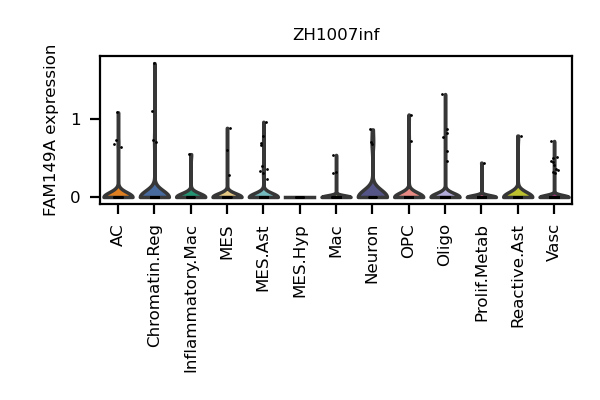 ZH1007inf
FAM149A expression
1
0
AC
Chromatin.Reg
Inflammatory.Mac
MES
MES.Ast
MES.Hyp
Mac
Neuron
OPC
Oligo
Prolif.Metab
Reactive.Ast
Vasc